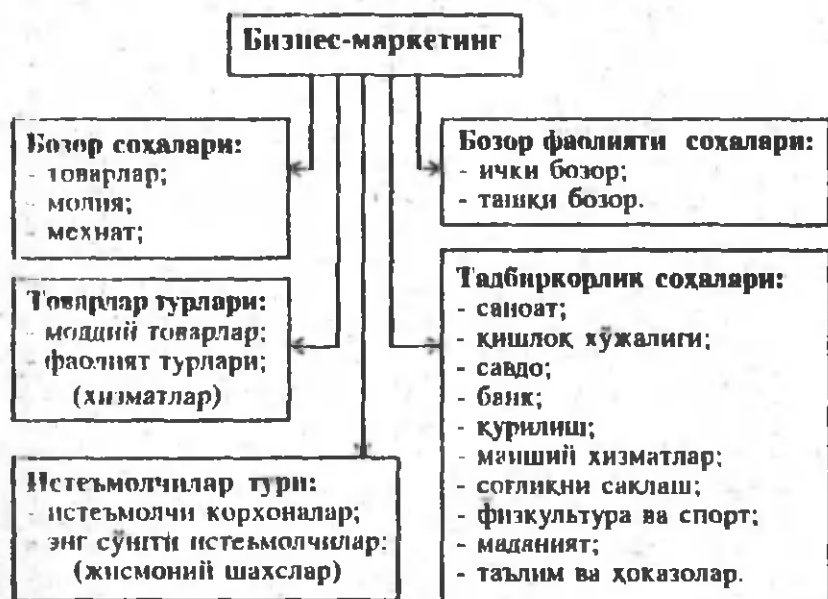 Бизнес-маркетинг
Бозор соҳалари:
- товарлар;
- молия;
- меҳнат;
Товарлар турлари:
- моддий товарлар;
- фаолият турлари;
(хизматлар)
Истеъмолчилар тури:
- истеъмолчи корхоналар;
- энг сўнгги истеъмолчилар:
(жисмоний шахслар)
Бозор фаолияти соҳалари:
- ички бозор;
- ташқи бозор.
Тадбиркорлик соҳалари:
- саноат;
- қишлоқ хўжалиги;
- савдо;
- банк;
- қурилиш;
- маиший хизматлар;
- соғлиқни сақлаш;
- физкультура ва спорт;
- маданият;
- таълим ва ҳоказолар.